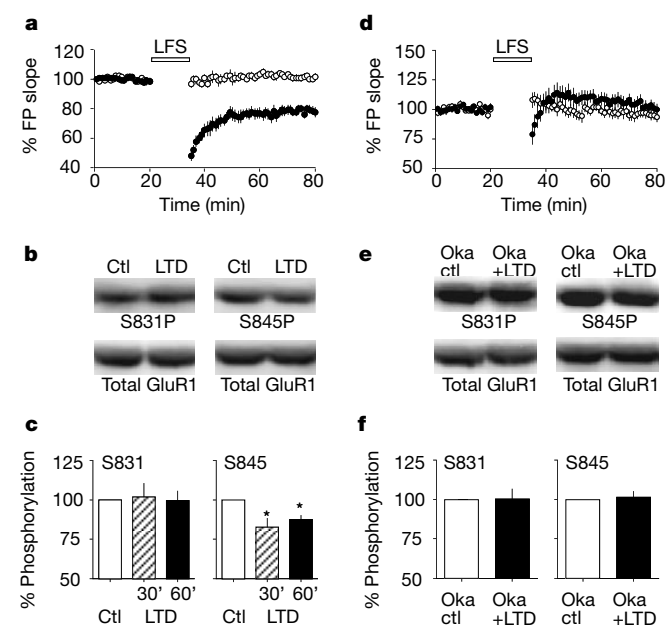 a
LFS
% FP slope
120
100
80
60
40
0
20
40
60
80
Time (min)
b
Ctl LTD
Ctl LTD
S831P
S845P
Total GluR1
Total GluR1
c
% Phosphorylation
125
100
75
50
S831
S845
*
*
30' 60'
30' 60'
Ctl LTD
Ctl LTD
d
LFS
% FP slope
150
125
100
75
50
0
20
40
60
80
Time (min)
e
Oka Oka
ctl +LTD
Oka Oka
ctl +LTD
S831P
S845P
Total GluR1
Total GluR1
f
% Phosphorylation
125
100
75
50
S831
S845
Oka Oka
ctl +LTD
Oka Oka
ctl +LTD